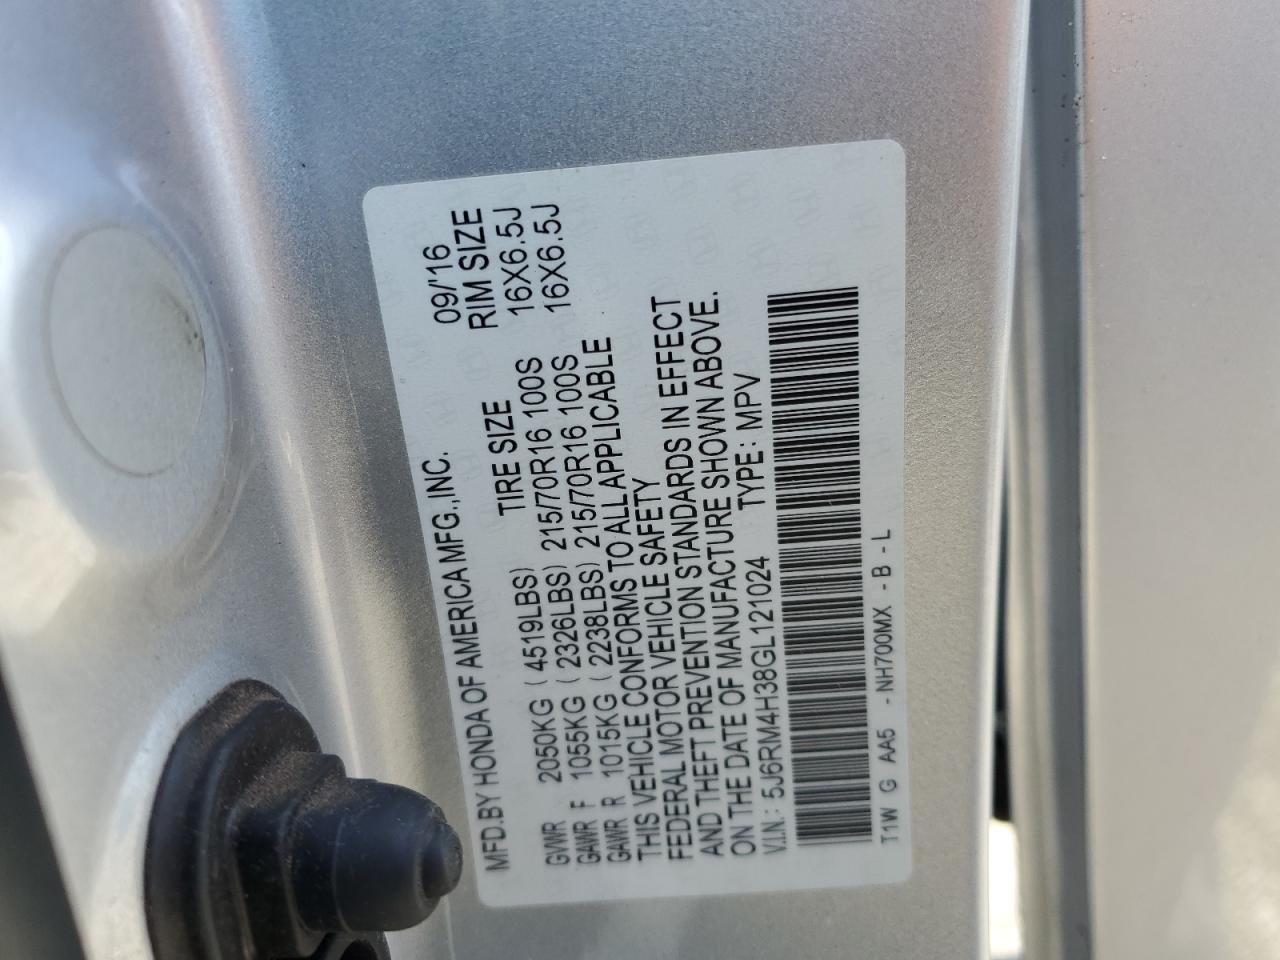 MFD.BY HONDA OF AMERICA MFG.,INC. 09/'16
TIRE SIZE RIM SIZE
GVWR 2050KG ( 4519LBS)
GAWR F 1055KG ( 2326LBS) 215/70R16 100S 16X6.5J
GAWR R 1015KG ( 2238LBS) 215/70R16 100S 16X6.5J
THIS VEHICLE CONFORMS TO ALL APPLICABLE
FEDERAL MOTOR VEHICLE SAFETY
AND THEFT PREVENTION STANDARDS IN EFFECT
ON THE DATE OF MANUFACTURE SHOWN ABOVE.
V.I.N.: 5J6RM4H38GL121024 TYPE: MPV
T1W G AA5 - NH700MX - B - L